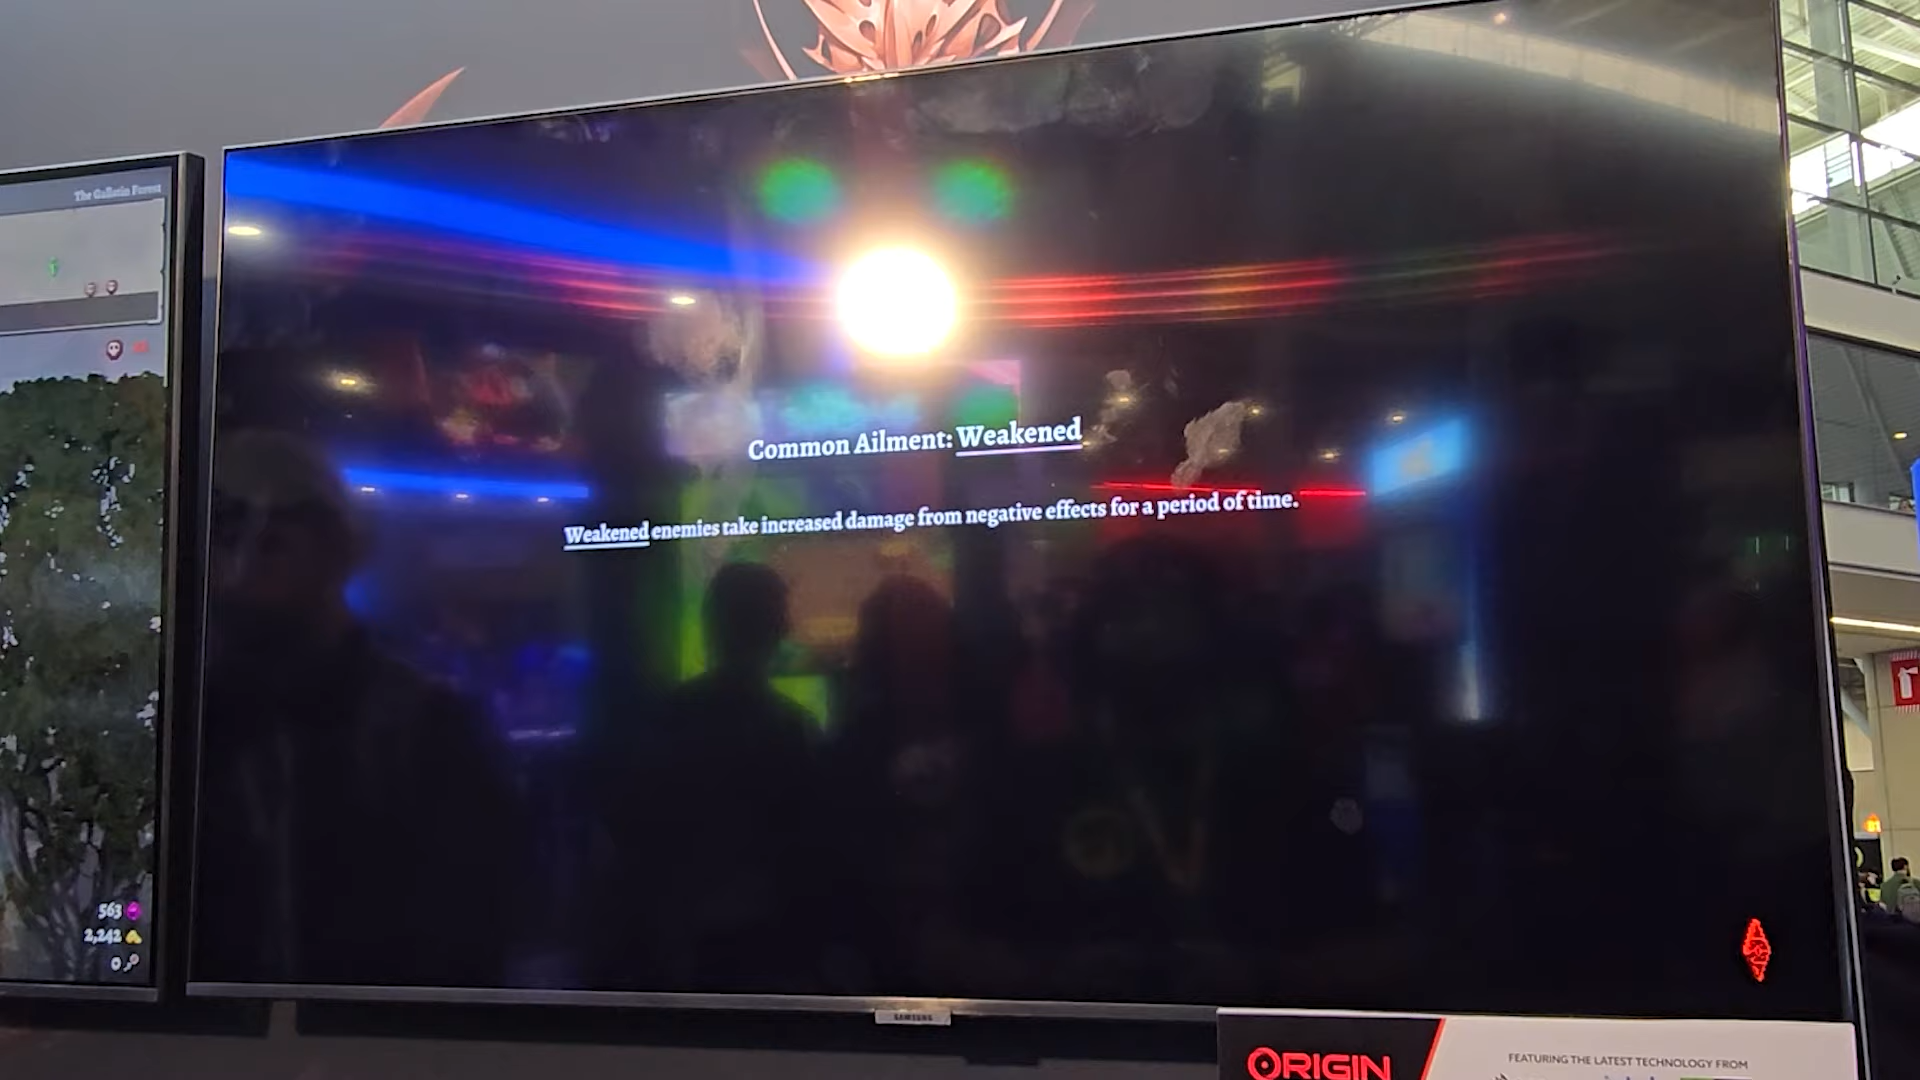 The Gallatin Forest
Common Ailment: Weakened
Weakened enemies take increased damage from negative effects for a period of time.
563
2,242
0
SAMSUNG
ORIGIN
FEATURING THE LATEST TECHNOLOGY FROM